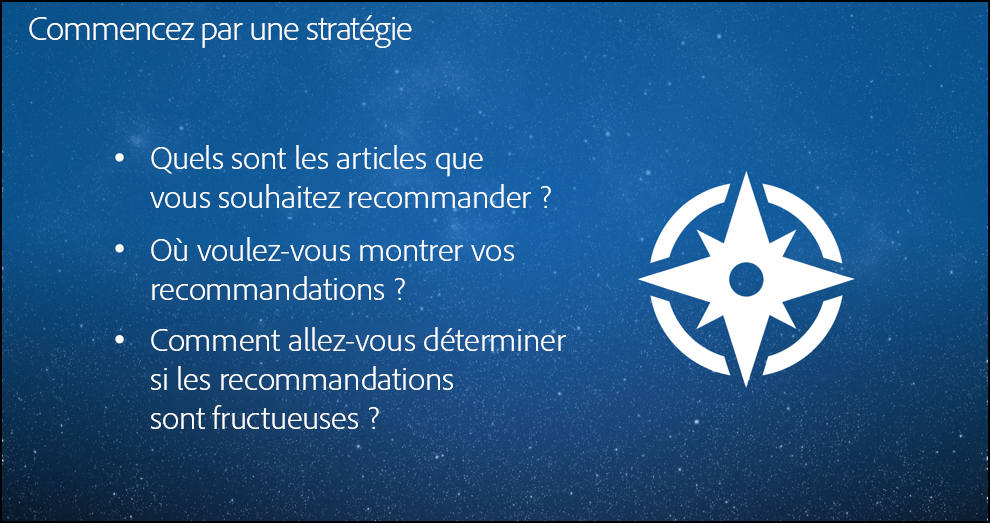 Commencez par une stratégie
• Quels sont les articles que
vous souhaitez recommander ?
• Où voulez-vous montrer vos
recommandations ?
• Comment allez-vous déterminer
si les recommandations
sont fructueuses ?